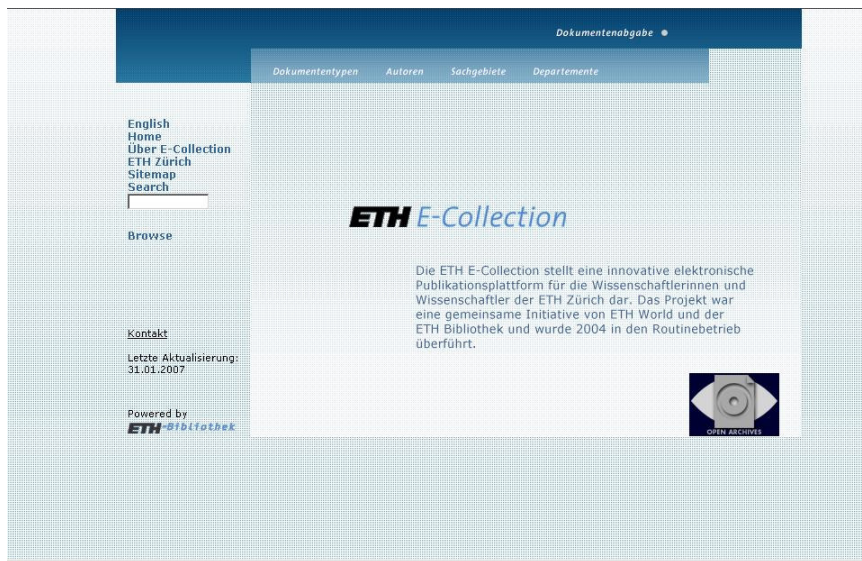 Dokumentenabgabe
Dokumententypen Autoren Sachgebiete Departemente
English
Home
Über E-Collection
ETH Zürich
Sitemap
Search
Browse
ETH E-Collection
Die ETH E-Collection stellt eine innovative elektronische
Publikationsplattform für die Wissenschaftlerinnen und
Wissenschaftler der ETH Zürich dar. Das Projekt war
eine gemeinsame Initiative von ETH World und der
ETH Bibliothek und wurde 2004 in den Routinebetrieb
überführt.
Kontakt
Letzte Aktualisierung:
31.01.2007
Powered by
ETH-Bibliothek
OPEN ARCHIVES